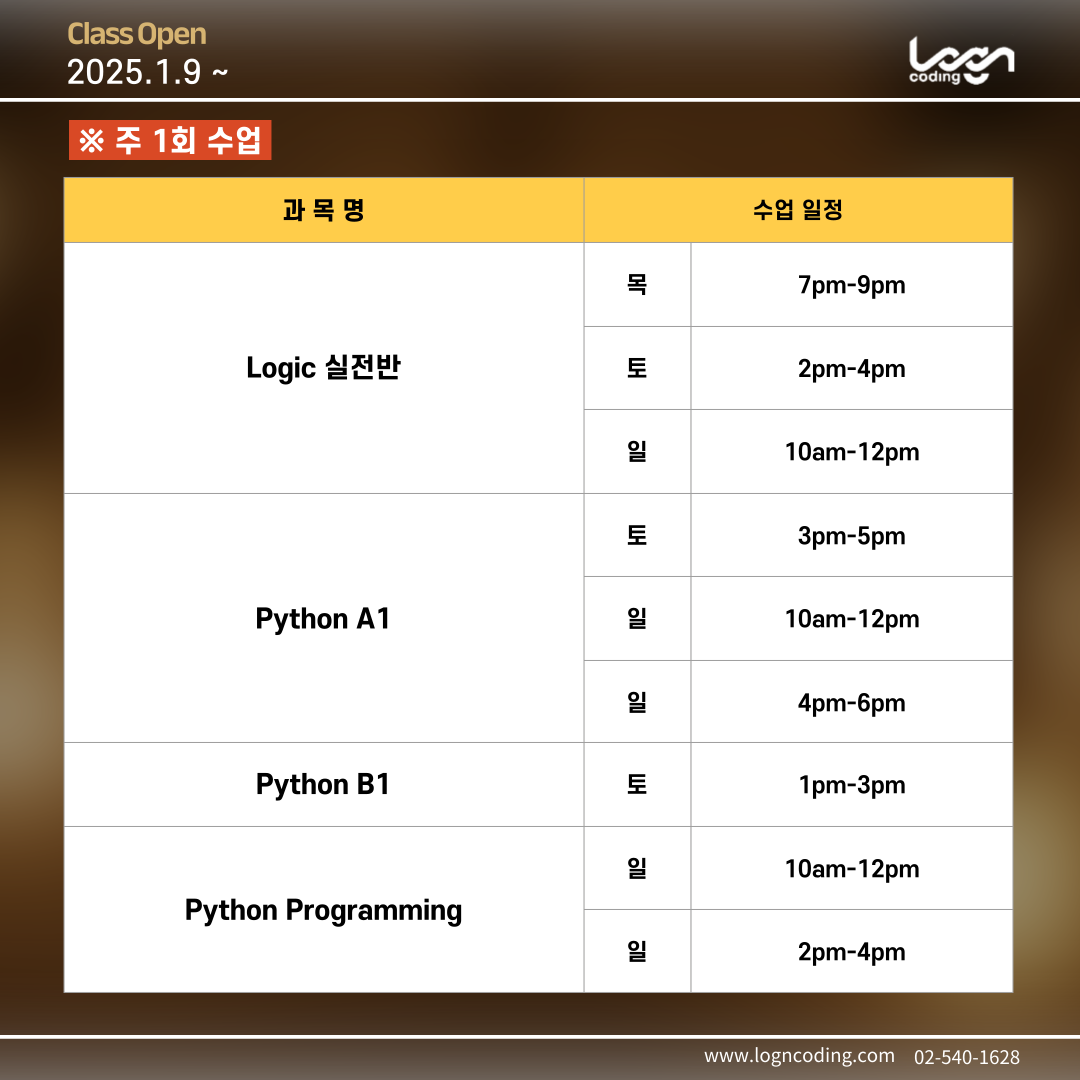 Class Open
2025.1.9 ~
Logn
coding
※ 주 1회 수업
과 목 명
수업 일정
Logic 실전반
목
7pm-9pm
토
2pm-4pm
일
10am-12pm
Python A1
토
3pm-5pm
일
10am-12pm
일
4pm-6pm
Python B1
토
1pm-3pm
Python Programming
일
10am-12pm
일
2pm-4pm
www.logncoding.com
02-540-1628